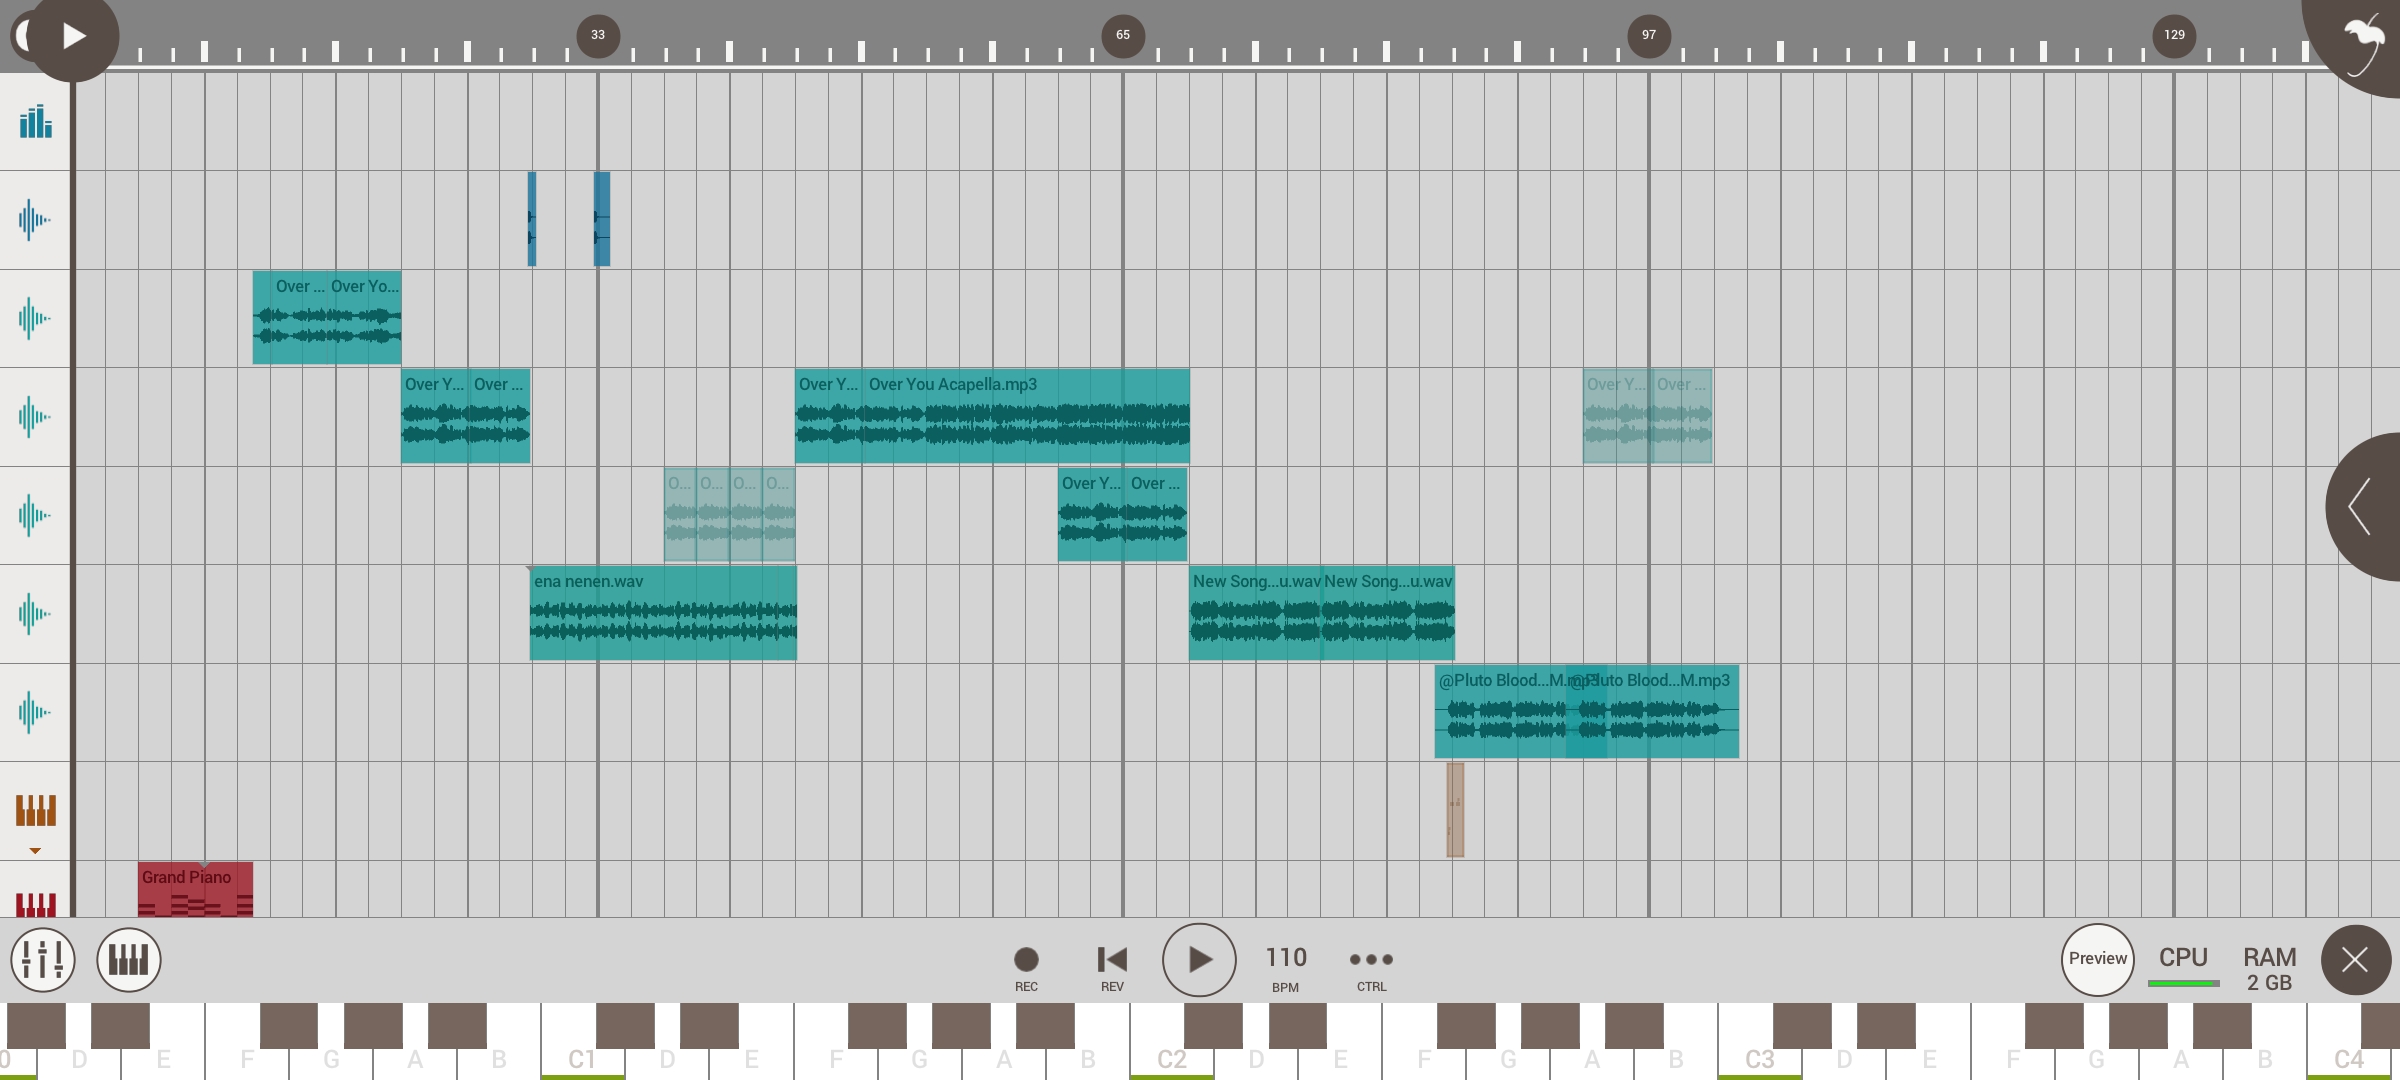 33 65 97 129
Over ... Over Yo...
Over Y... Over ...
Over Y... Over You Acapella.mp3
Over Y... Over ...
O... O... O... O...
Over Y... Over ...
ena nenen.wav
New Song...u.wav New Song...u.wav
@Pluto Blood...M.mp3 @Pluto Blood...M.mp3
Grand Piano
REC
REV
110
BPM
CTRL
Preview
CPU
RAM
2 GB
0 D E F G A B C1 D E F G A B C2 D E F G A B C3 D E F G A B C4